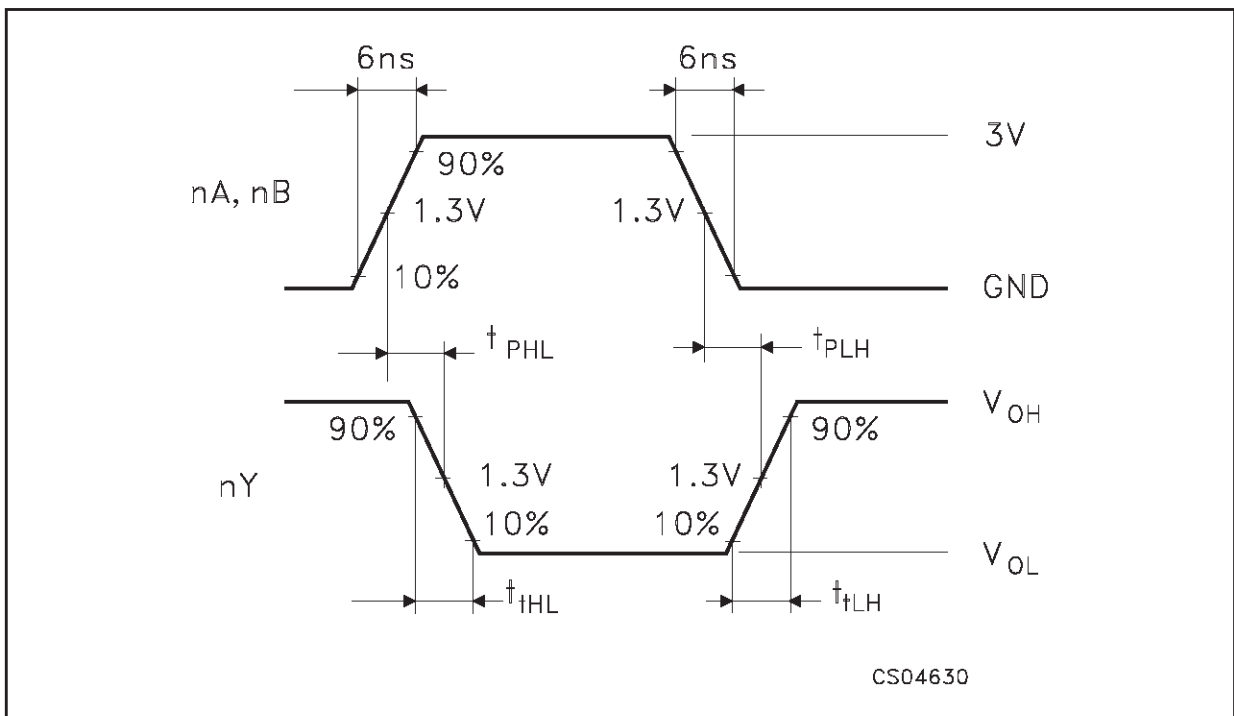 6ns 6ns
3V
90%
nA, nB
1.3V 1.3V
10%
GND
tPHL tPLH
VOH
90% 90%
1.3V 1.3V
nY
10% 10%
VOL
ttHL ttLH
CS04630